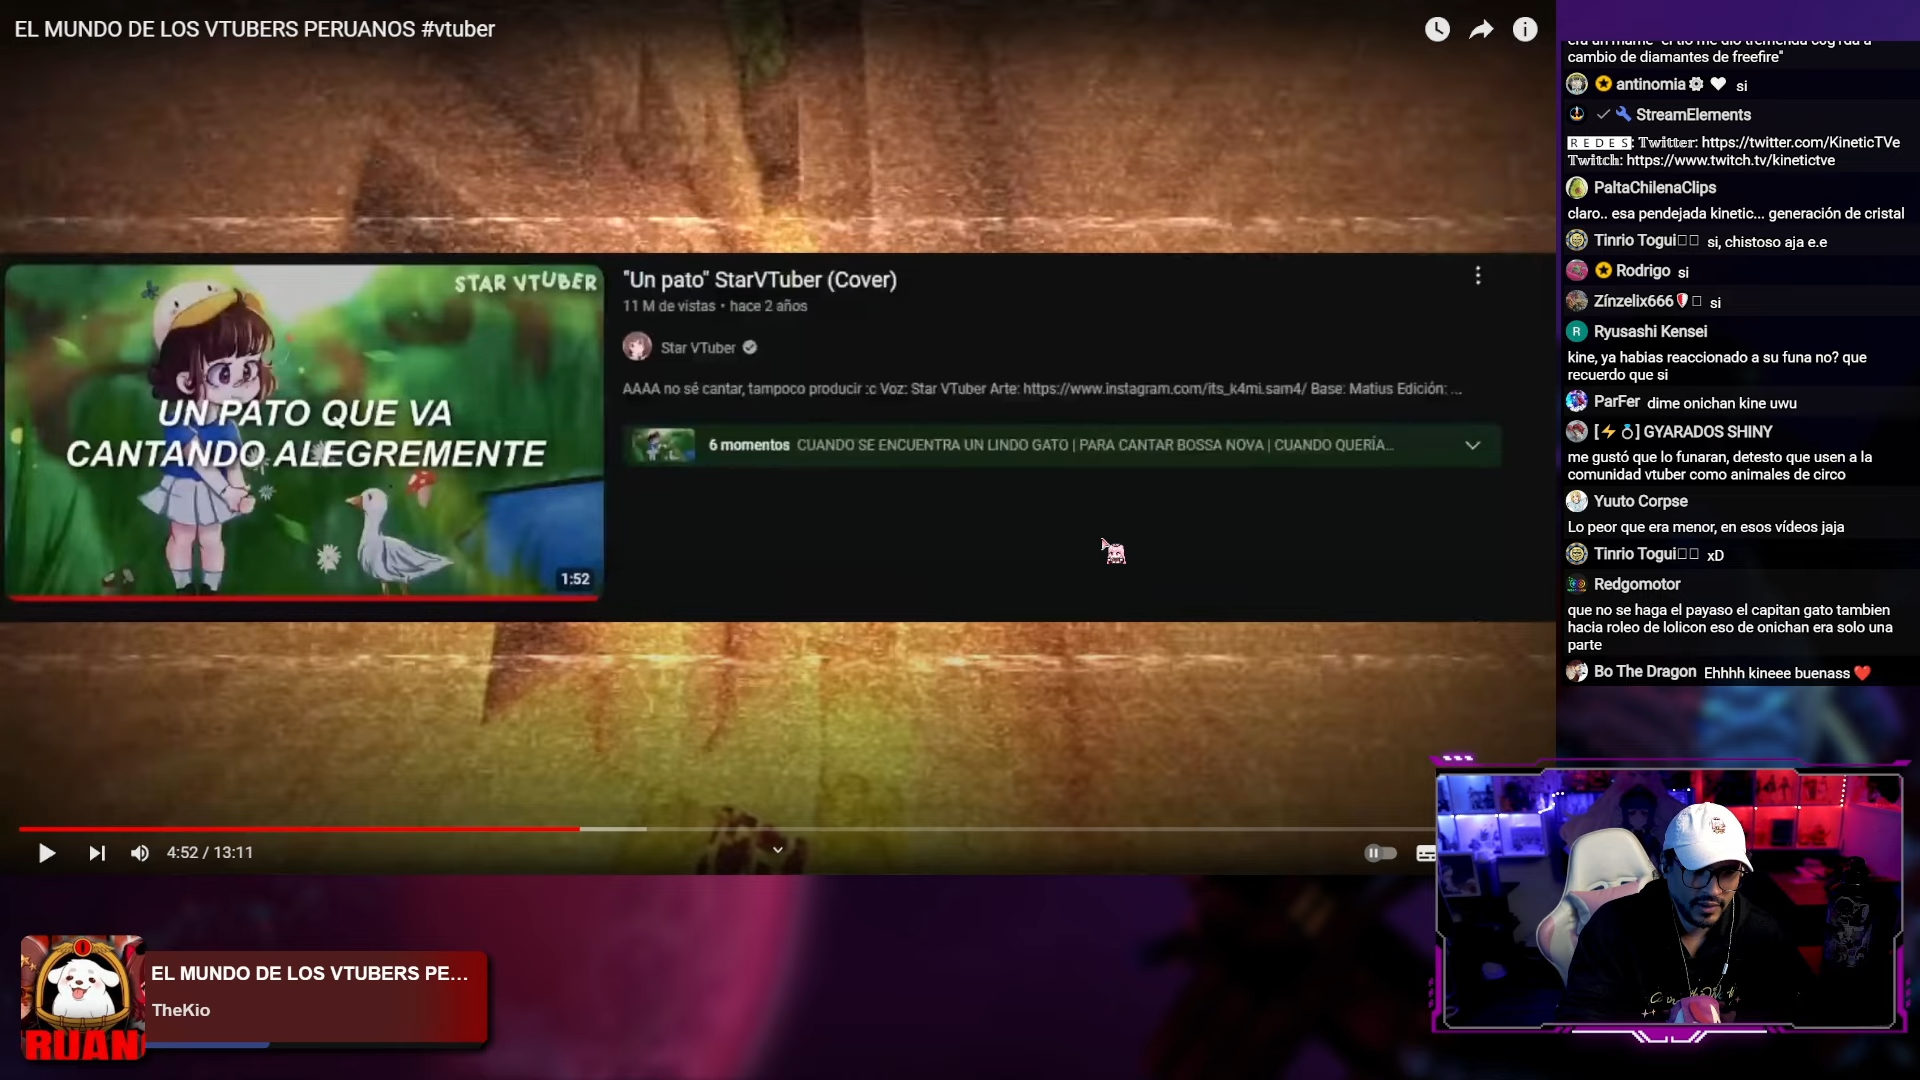 EL MUNDO DE LOS VTUBERS PERUANOS #vtuber
STAR VTUBER
UN PATO QUE VA
CANTANDO ALEGREMENTE
1:52
"Un pato" StarVTuber (Cover)
11 M de vistas • hace 2 años
Star VTuber
AAAA no sé cantar, tampoco producir :c Voz: Star VTuber Arte: https://www.instagram.com/its_k4mi.sam4/ Base: Matius Edición: ...
6 momentos CUANDO SE ENCUENTRA UN LINDO GATO | PARA CANTAR BOSSA NOVA | CUANDO QUERÍA...
4:52 / 13:11
EL MUNDO DE LOS VTUBERS PE...
TheKio
RUAN
cambio de diamantes de freefire"
antinomia si
StreamElements
REDES: Twitter: https://twitter.com/KineticTVe
Twitch: https://www.twitch.tv/kinetictve
PaltaChilenaClips
claro.. esa pendejada kinetic... generación de cristal
Tinrio Togui si, chistoso aja e.e
Rodrigo si
Zínzelix666 si
R Ryusashi Kensei
kine, ya habias reaccionado a su funa no? que
recuerdo que si
ParFer dime onichan kine uwu
[⚡💍] GYARADOS SHINY
me gustó que lo funaran, detesto que usen a la
comunidad vtuber como animales de circo
Yuuto Corpse
Lo peor que era menor, en esos vídeos jaja
Tinrio Togui xD
Redgomotor
que no se haga el payaso el capitan gato tambien
hacia roleo de lolicon eso de onichan era solo una
parte
Bo The Dragon Ehhhh kineee buenass ❤️